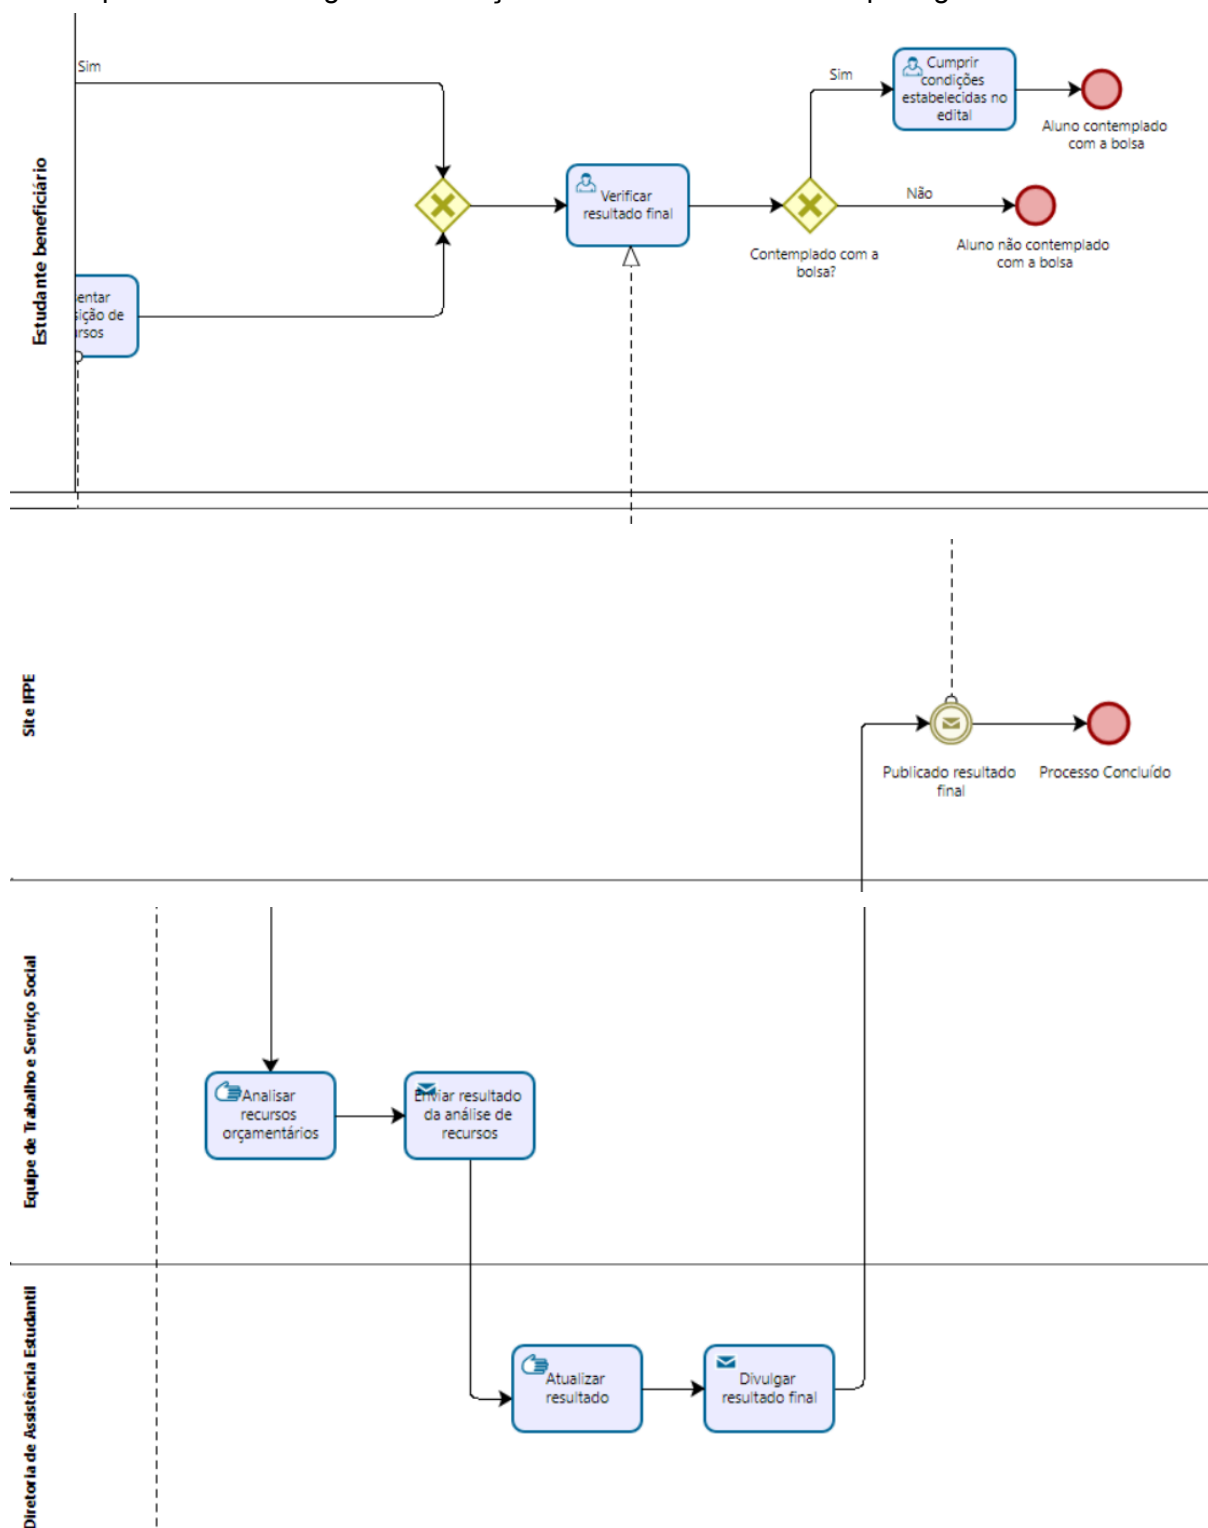 Sim
Estudante beneficiário
Sim
Cumprir
condições
estabelecidas no
edital
Aluno contemplado
com a bolsa
Verificar
resultado final
Não
Contemplado com a
bolsa?
Aluno não contemplado
com a bolsa
entar
sição de
rsos
Site IFPE
Publicado resultado
final
Processo Concluído
Equipe de Trabalho e Serviço Social
Analisar
recursos
orçamentários
Enviar resultado
da análise de
recursos
Diretoria de Assistência Estudantil
Atualizar
resultado
Divulgar
resultado final